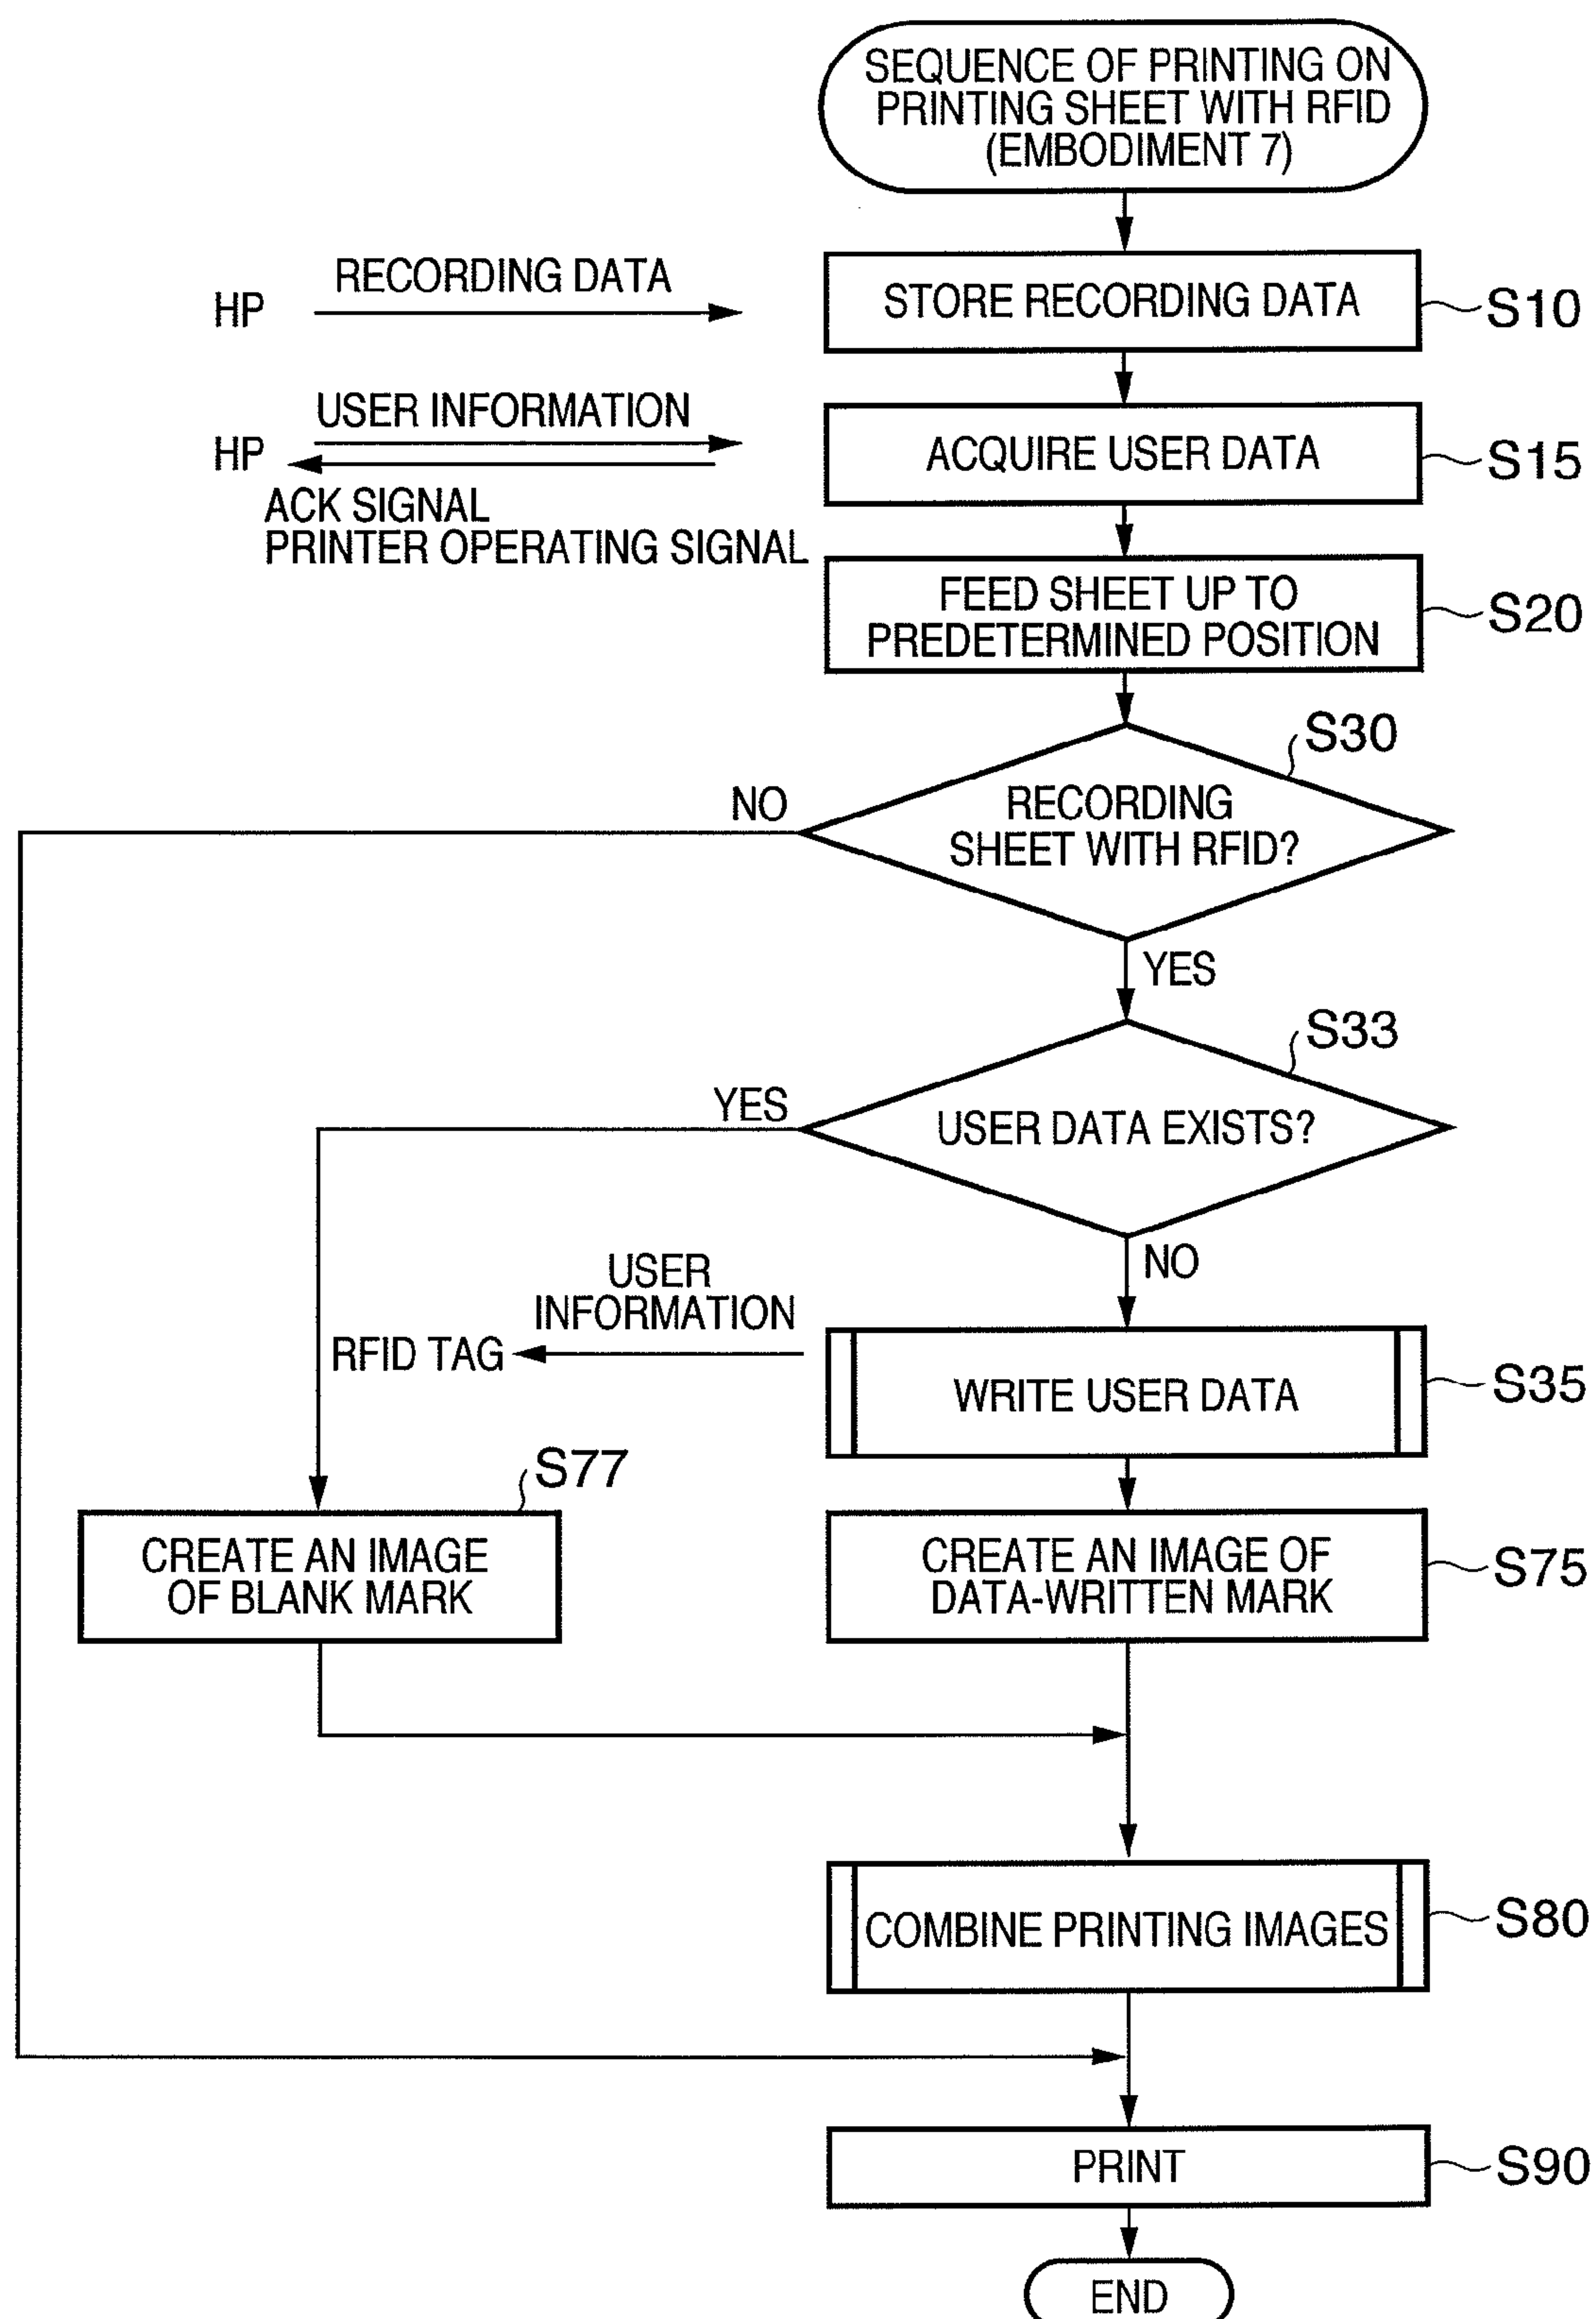 SEQUENCE OF PRINTING ON
PRINTING SHEET WITH RFID
(EMBODIMENT 7)
RECORDING DATA
HP
STORE RECORDING DATA
S10
USER INFORMATION
HP
ACQUIRE USER DATA
S15
ACK SIGNAL
PRINTER OPERATING SIGNAL
FEED SHEET UP TO
PREDETERMINED POSITION
S20
S30
NO
RECORDING
SHEET WITH RFID?
YES
S33
YES
USER DATA EXISTS?
NO
USER
INFORMATION
RFID TAG
WRITE USER DATA
S35
S77
CREATE AN IMAGE
OF BLANK MARK
CREATE AN IMAGE OF
DATA-WRITTEN MARK
S75
COMBINE PRINTING IMAGES
S80
PRINT
S90
END